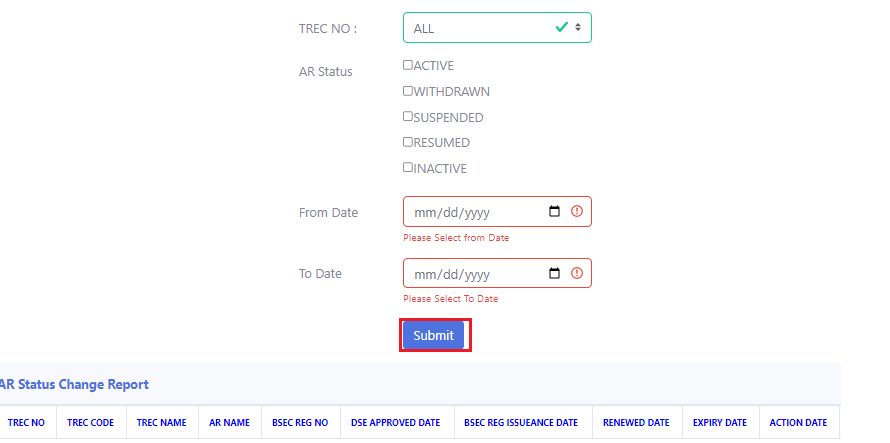 TREC NO :
ALL
AR Status
ACTIVE
WITHDRAWN
SUSPENDED
RESUMED
INACTIVE
From Date
mm/dd/yyyy
Please Select from Date
To Date
mm/dd/yyyy
Please Select To Date
Submit
AR Status Change Report
TREC NO TREC CODE TREC NAME AR NAME BSEC REG NO DSE APPROVED DATE BSEC REG ISSUEANCE DATE RENEWED DATE EXPIRY DATE ACTION DATE